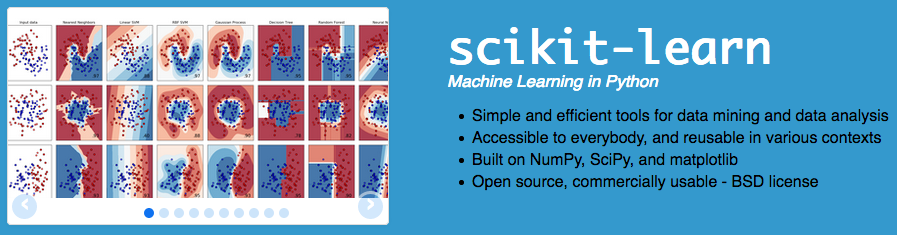 Input data Nearest Neighbors Linear SVM RBF SVM Gaussian Process Decision Tree Random Forest Neural N
scikit-learn
Machine Learning in Python
Simple and efficient tools for data mining and data analysis
Accessible to everybody, and reusable in various contexts
Built on NumPy, SciPy, and matplotlib
Open source, commercially usable - BSD license